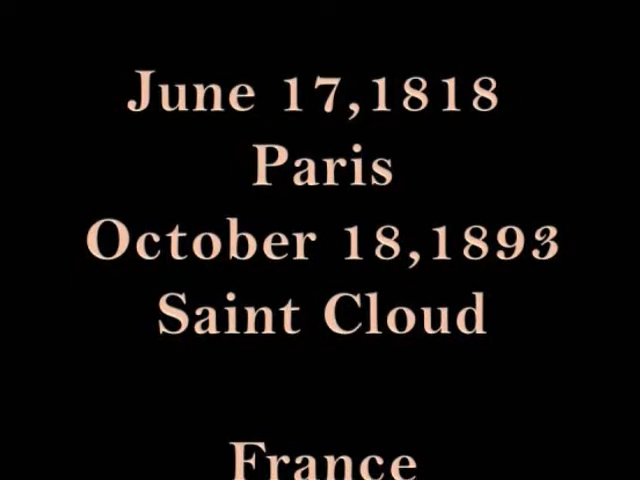 June 17,1818
Paris
October 18,1893
Saint Cloud
France